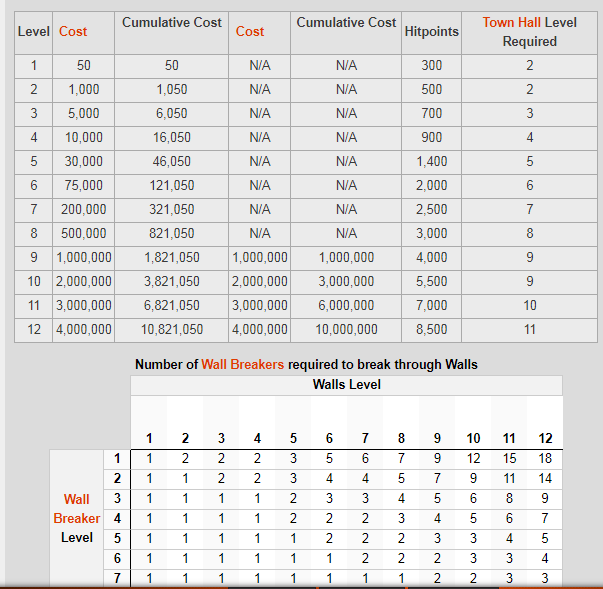 Level Cost Cumulative Cost Cost Cumulative Cost Hitpoints Town Hall Level Required
1 50 50 N/A N/A 300 2
2 1,000 1,050 N/A N/A 500 2
3 5,000 6,050 N/A N/A 700 3
4 10,000 16,050 N/A N/A 900 4
5 30,000 46,050 N/A N/A 1,400 5
6 75,000 121,050 N/A N/A 2,000 6
7 200,000 321,050 N/A N/A 2,500 7
8 500,000 821,050 N/A N/A 3,000 8
9 1,000,000 1,821,050 1,000,000 1,000,000 4,000 9
10 2,000,000 3,821,050 2,000,000 3,000,000 5,500 9
11 3,000,000 6,821,050 3,000,000 6,000,000 7,000 10
12 4,000,000 10,821,050 4,000,000 10,000,000 8,500 11
Number of Wall Breakers required to break through Walls
Walls Level
1 2 3 4 5 6 7 8 9 10 11 12
Wall Breaker Level
1 1 2 2 2 3 5 6 7 9 12 15 18
2 1 1 2 2 3 4 4 5 7 9 11 14
3 1 1 1 1 2 3 3 4 5 6 8 9
4 1 1 1 1 2 2 2 3 4 5 6 7
5 1 1 1 1 1 2 2 2 3 3 4 5
6 1 1 1 1 1 1 2 2 2 3 3 4
7 1 1 1 1 1 1 1 1 2 2 3 3